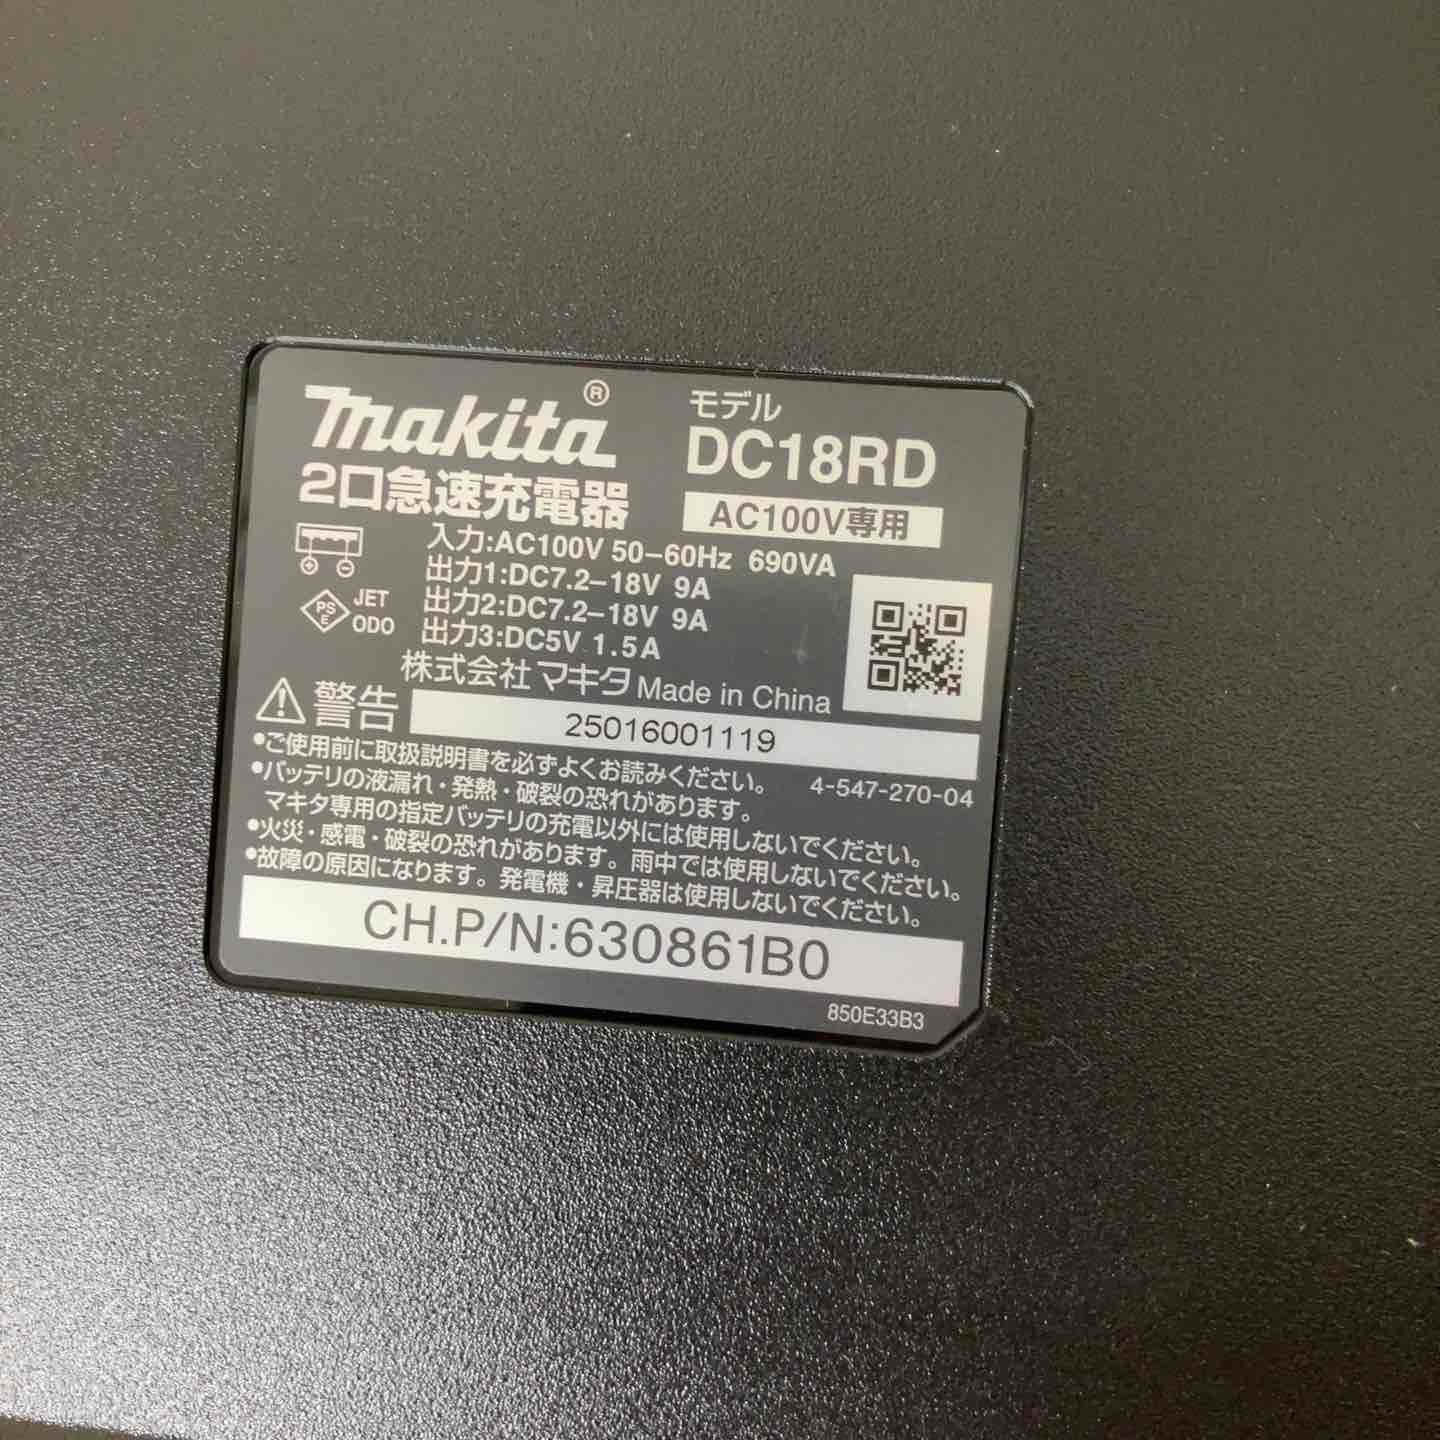 makita®
2口急速充電器
モデル
DC18RD
AC100V専用
入力:AC100V 50-60Hz 690VA
出力1:DC7.2-18V 9A
出力2:DC7.2-18V 9A
出力3:DC5V 1.5A
PS
E
JET
ODO
株式会社マキタ Made in China
⚠警告
25016001119
•ご使用前に取扱説明書を必ずよくお読みください。 4-547-270-04
•バッテリの液漏れ・発熱・破裂の恐れがあります。
マキタ専用の指定バッテリの充電以外には使用しないでください。
•火災・感電・破裂の恐れがあります。雨中では使用しないでください。
•故障の原因になります。発電機・昇圧器は使用しないでください。
CH.P/N:630861B0
850E33B3